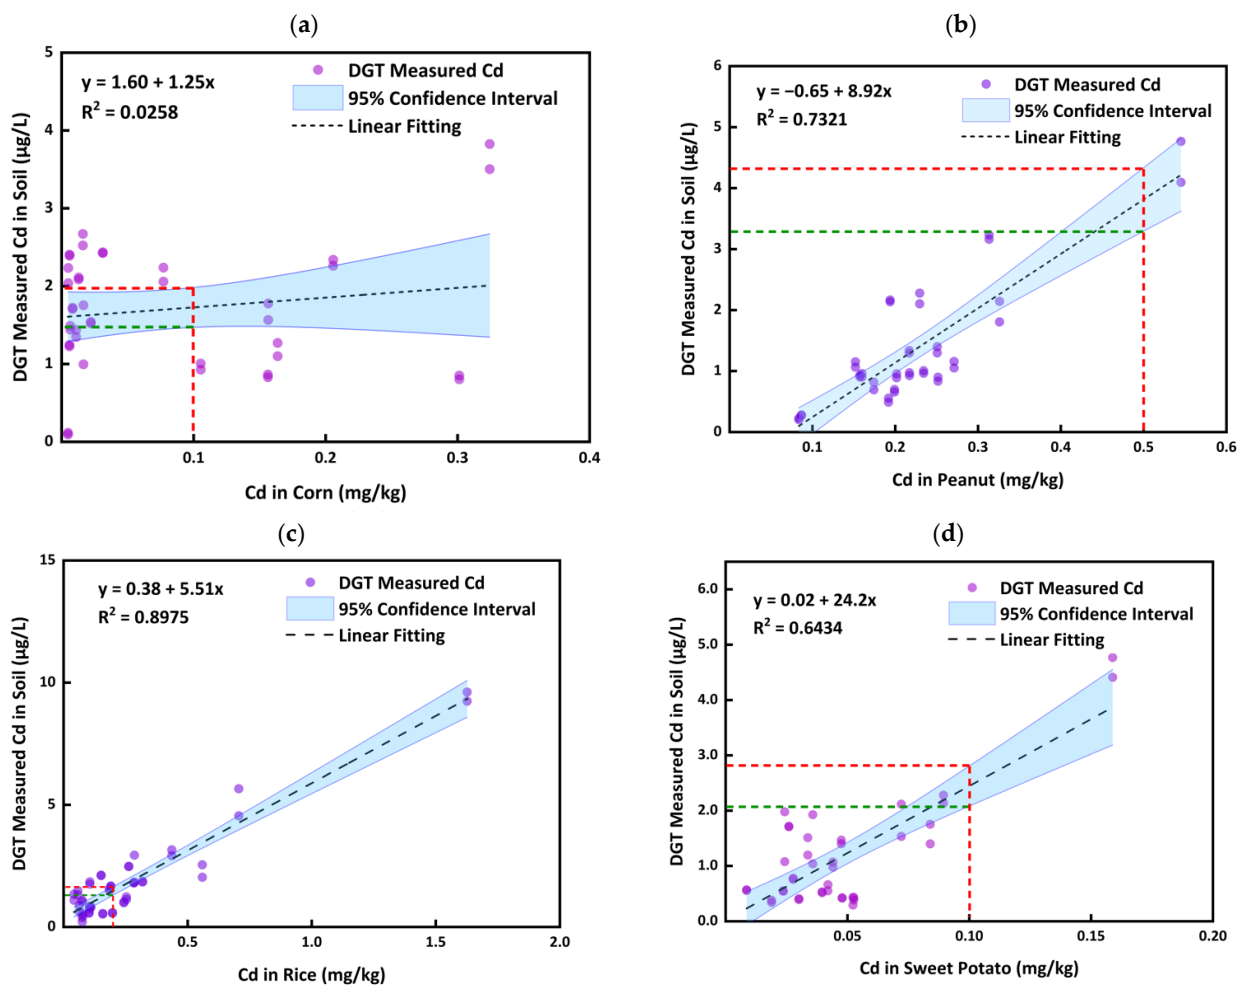 (a)
DGT Measured Cd in Soil (µg/L)
5
4
3
2
1
0
y = 1.60 + 1.25x
R² = 0.0258
DGT Measured Cd
95% Confidence Interval
Linear Fitting
0.1
0.2
0.3
0.4
Cd in Corn (mg/kg)
(b)
DGT Measured Cd in Soil (µg/L)
6
5
4
3
2
1
0
y = −0.65 + 8.92x
R² = 0.7321
DGT Measured Cd
95% Confidence Interval
Linear Fitting
0.1
0.2
0.3
0.4
0.5
0.6
Cd in Peanut (mg/kg)
(c)
DGT Measured Cd in Soil (µg/L)
15
10
5
0
y = 0.38 + 5.51x
R² = 0.8975
DGT Measured Cd
95% Confidence Interval
Linear Fitting
0.5
1.0
1.5
2.0
Cd in Rice (mg/kg)
(d)
DGT Measured Cd in Soil (µg/L)
6.0
5.0
4.0
3.0
2.0
1.0
0.0
y = 0.02 + 24.2x
R² = 0.6434
DGT Measured Cd
95% Confidence Interval
Linear Fitting
0.05
0.10
0.15
0.20
Cd in Sweet Potato (mg/kg)